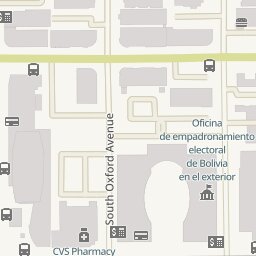 South Oxford Avenue
Oficina
de empadronamiento
electoral
de Bolivia
en el exterior
CVS Pharmacy